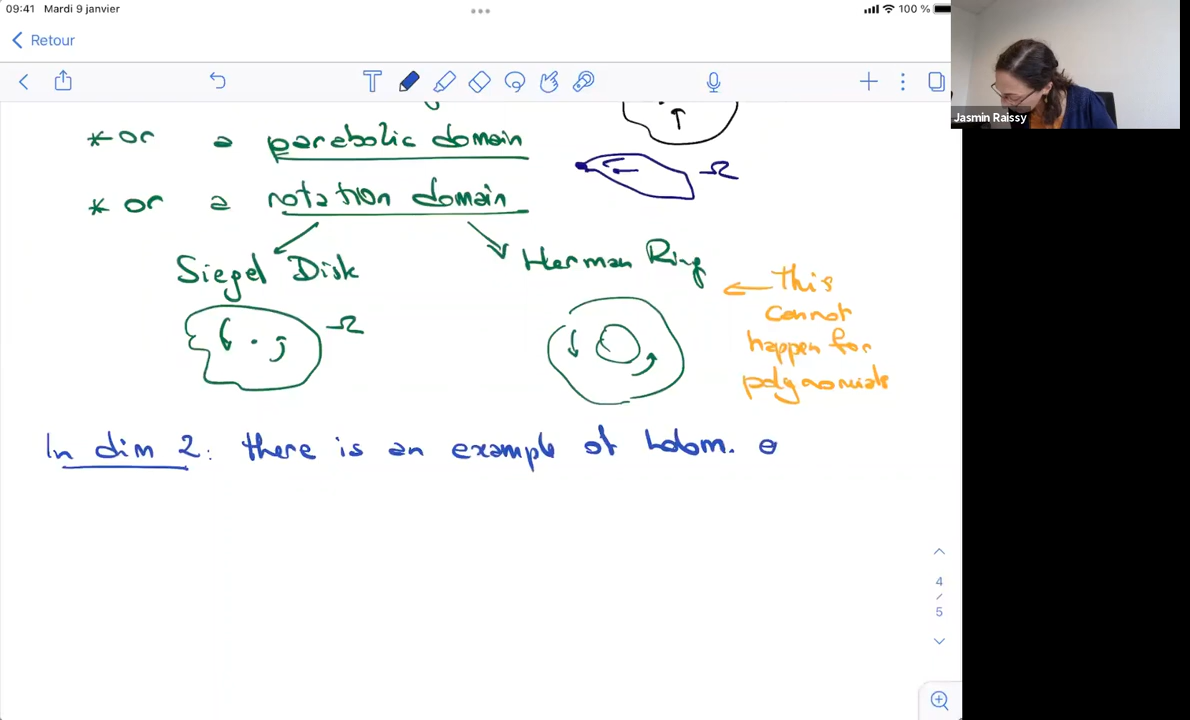 09:41 Mardi 9 janvier
100 %
Retour
T
Jasmin Raissy
* or a parabolic domain
Ω
* or a rotation domain
Siegel Disk
Herman Ring
Ω
← this
cannot
happen for
polynomials
In dim 2: there is an example of holom. e
4
/
5